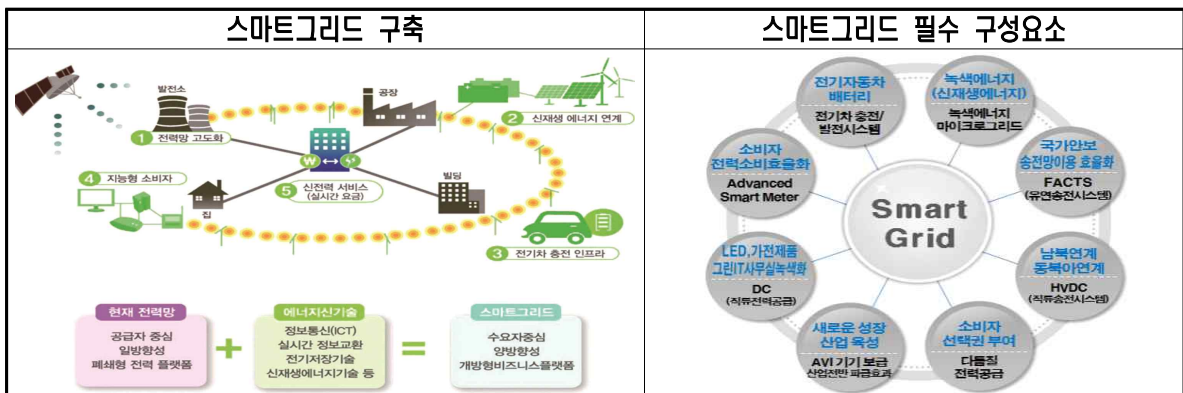 스마트그리드 구축
스마트그리드 필수 구성요소
발전소
공장
1 전력망 고도화
2 신재생 에너지 연계
4 지능형 소비자
₩
5 신전력 서비스
(실시간 요금)
집
빌딩
3 전기차 충전 인프라
현재 전력망
공급자 중심
일방향성
폐쇄형 전력 플랫폼
+
에너지신기술
정보통신(ICT)
실시간 정보교환
전기저장기술
신재생에너지기술 등
=
스마트그리드
수요자중심
양방향성
개방형비즈니스플랫폼
Smart
Grid
전기자동차
배터리
전기차 충전/
발전시스템
녹색에너지
(신재생에너지)
녹색에너지
마이크로그리드
소비자
전력소비효율화
Advanced
Smart Meter
국가안보
송전망이용 효율화
FACTS
(유연송전시스템)
LED,가전제품
그린IT사무실녹색화
DC
(직류전력공급)
남북연계
동북아연계
HVDC
(직류송전시스템)
새로운 성장
산업 육성
AVI 기기 보급
산업전반 파급효과
소비자
선택권 부여
다품질
전력공급